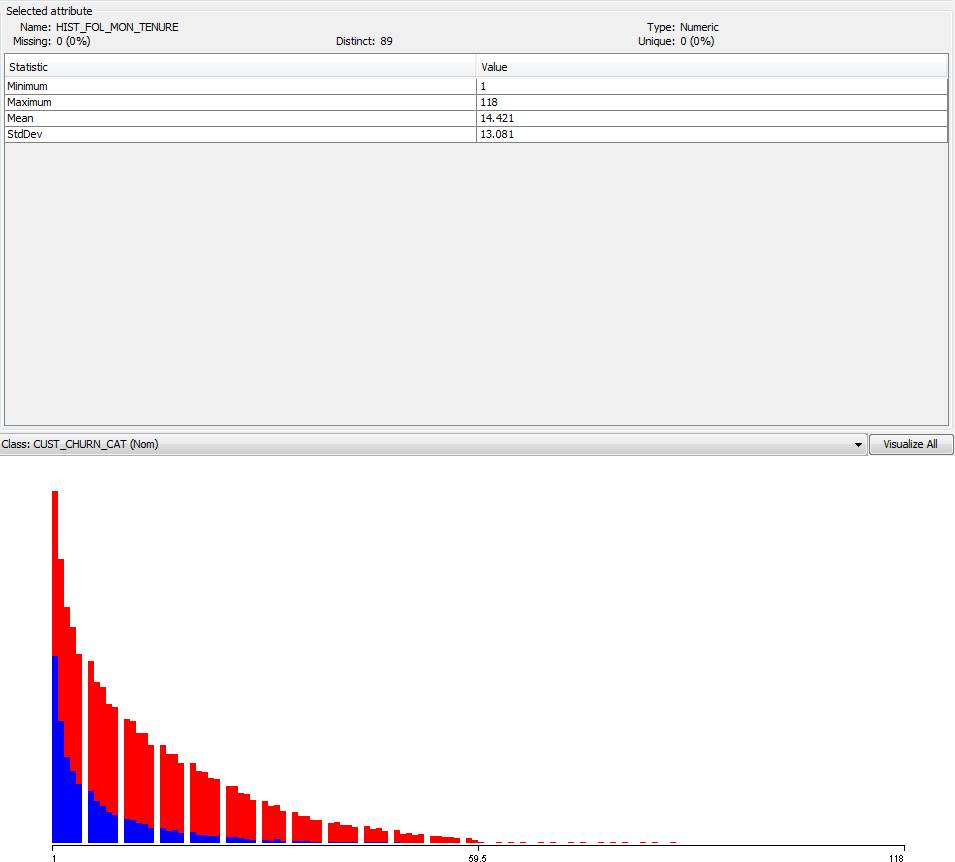 Selected attribute
Name: HIST_FOL_MON_TENURE Type: Numeric
Missing: 0 (0%) Distinct: 89 Unique: 0 (0%)
Statistic Value
Minimum 1
Maximum 118
Mean 14.421
StdDev 13.081
Class: CUST_CHURN_CAT (Nom) Visualize All
1 59.5 118